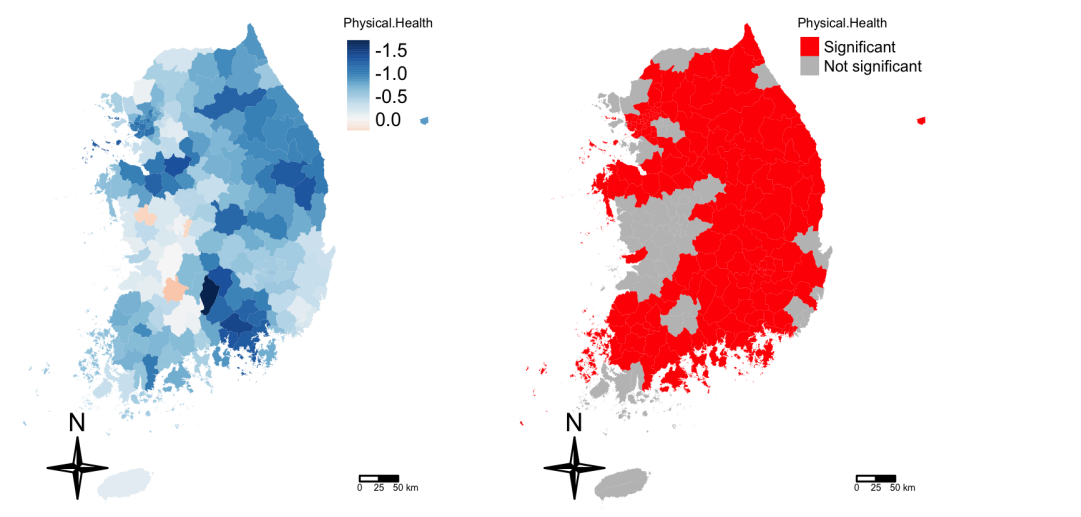 Physical.Health
-1.5
-1.0
-0.5
0.0
N
0 25 50 km
Physical.Health
Significant
Not significant
N
0 25 50 km